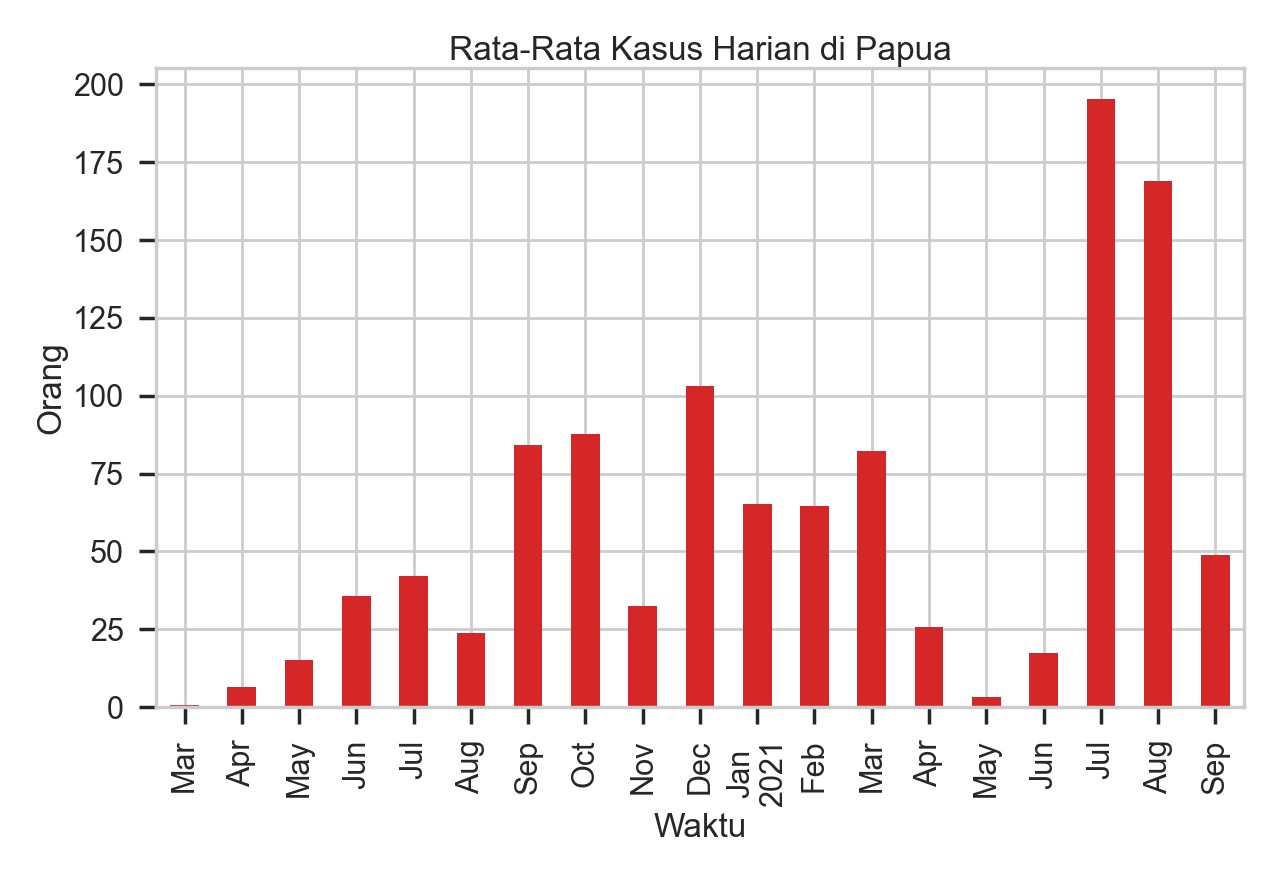 Rata-Rata Kasus Harian di Papua
200
175
150
125
100
75
50
25
0
Orang
Mar
Apr
May
Jun
Jul
Aug
Sep
Oct
Nov
Dec
Jan
2021
Feb
Mar
Apr
May
Jun
Jul
Aug
Sep
Waktu